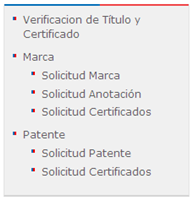 Verificacion de Título y
Certificado
Marca
Solicitud Marca
Solicitud Anotación
Solicitud Certificados
Patente
Solicitud Patente
Solicitud Certificados